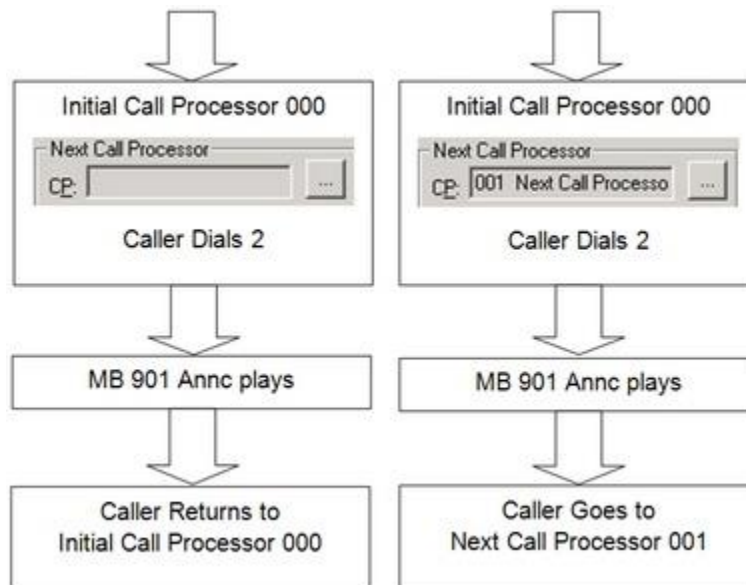 Initial Call Processor 000
Next Call Processor
CP:
...
Caller Dials 2
MB 901 Annc plays
Caller Returns to
Initial Call Processor 000
Initial Call Processor 000
Next Call Processor
CP: 001 Next Call Processo
...
Caller Dials 2
MB 901 Annc plays
Caller Goes to
Next Call Processor 001